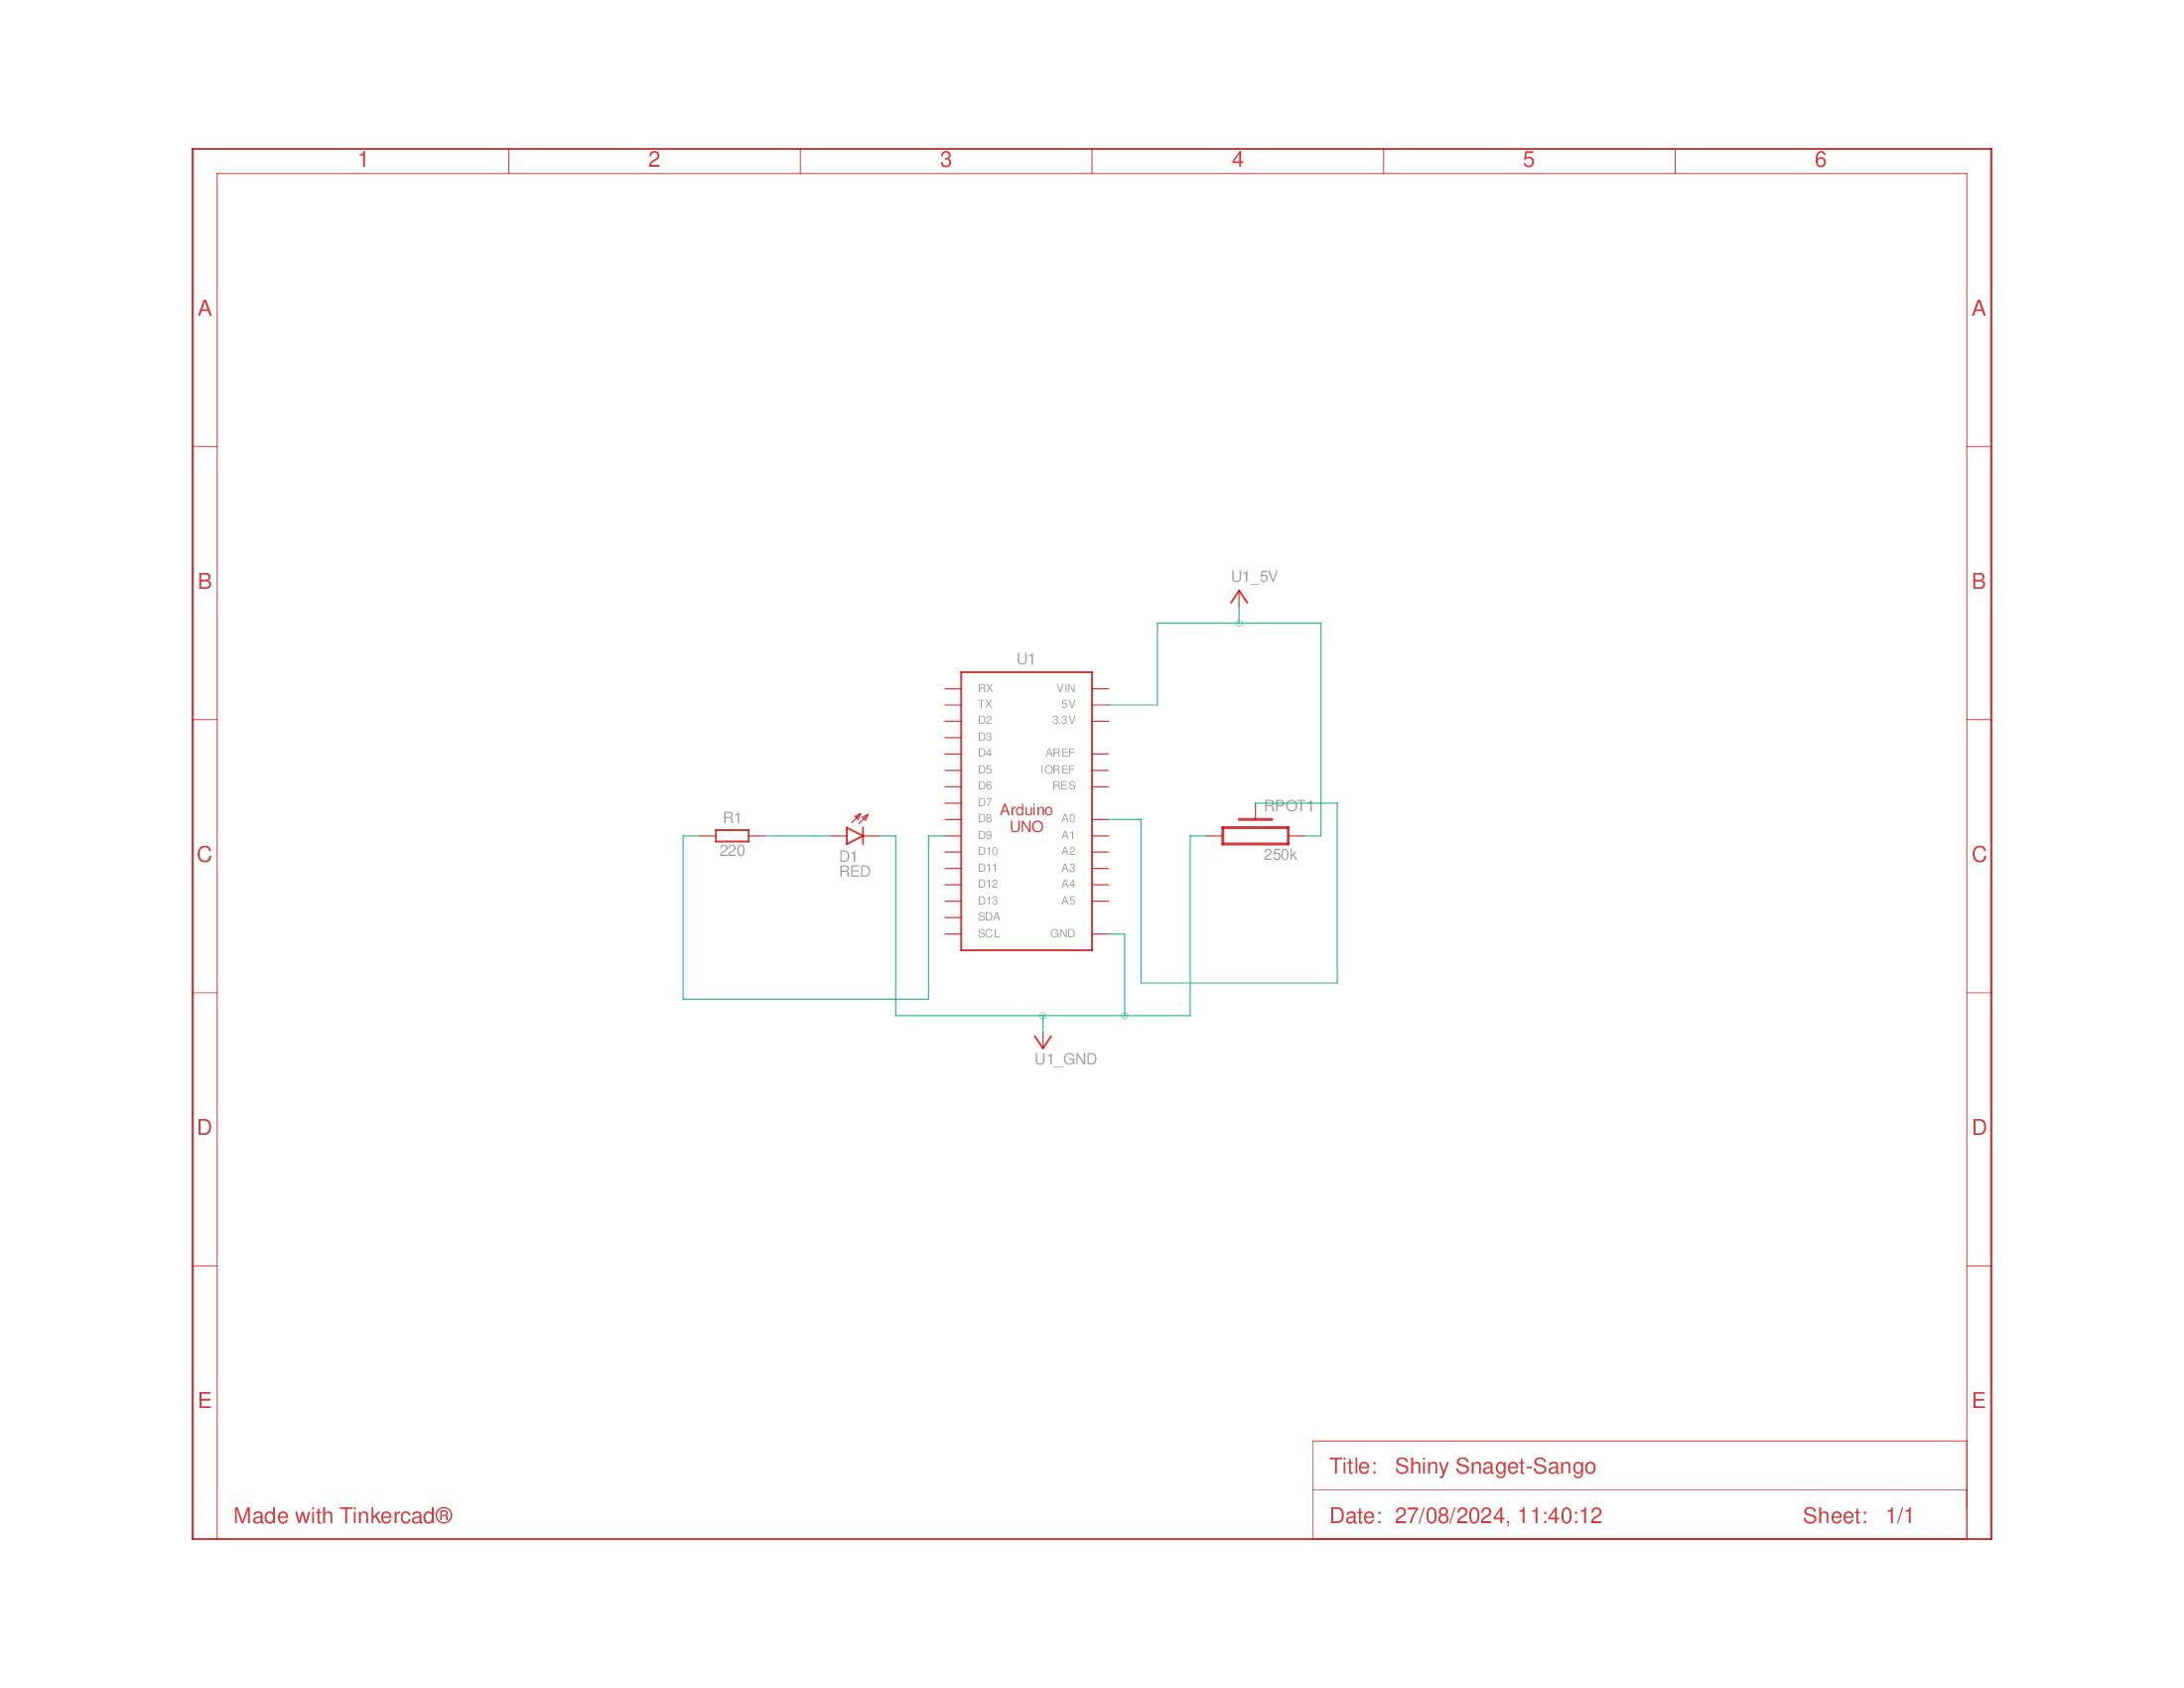 1 2 3 4 5 6
A A
B B
U1_5V
U1
RX VIN
TX 5V
D2 3.3V
D3
D4 AREF
D5 IOREF
D6 RES
D7
Arduino
UNO
D8 A0
D9 A1
D10 A2
D11 A3
D12 A4
D13 A5
SDA
SCL GND
R1
220
D1
RED
RPOT1
250k
C C
U1_GND
D D
E E
Title: Shiny Snaget-Sango
Made with Tinkercad®
Date: 27/08/2024, 11:40:12 Sheet: 1/1